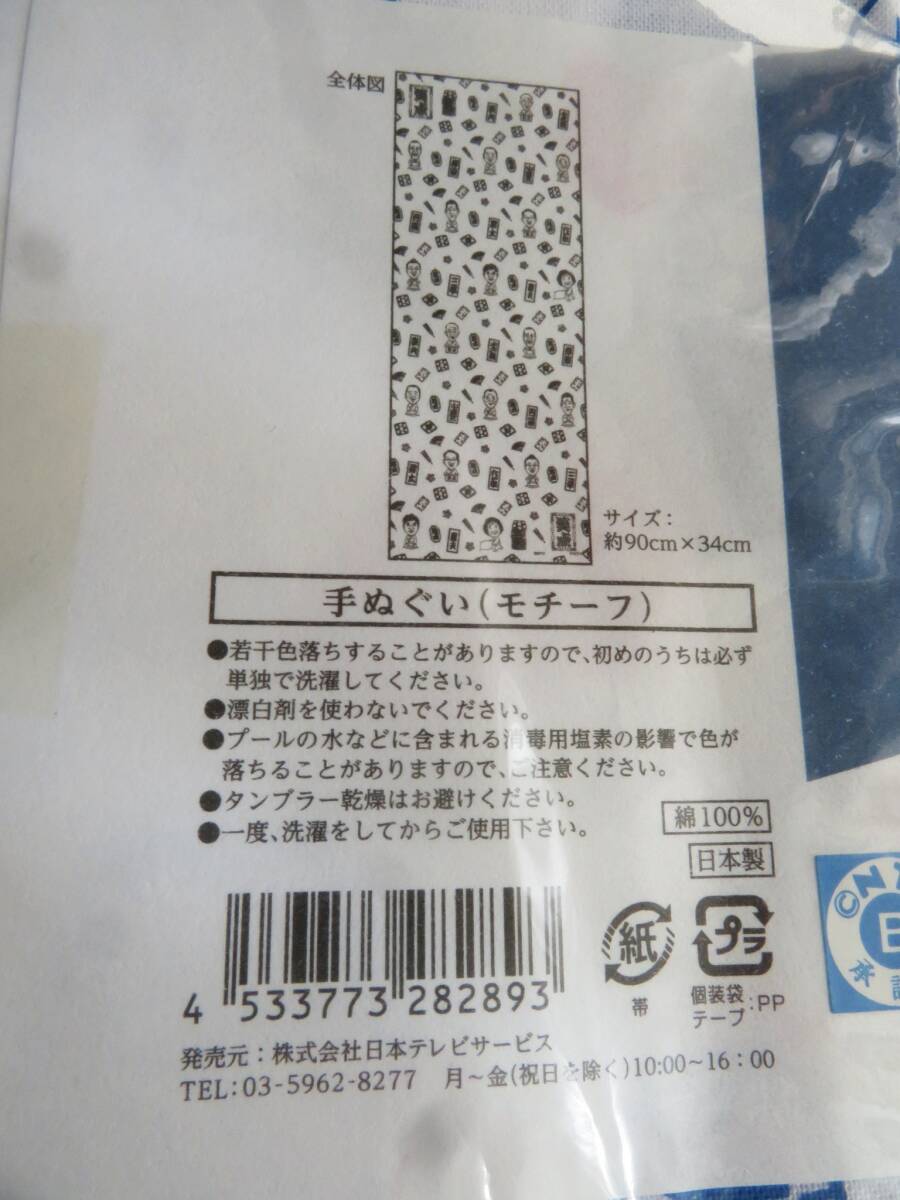 全体図
笑点
サイズ：
約90cm×34cm
手ぬぐい（モチーフ）
●若干色落ちすることがありますので、初めのうちは必ず
単独で洗濯してください。
●漂白剤を使わないでください。
●プールの水などに含まれる消毒用塩素の影響で色が
落ちることがありますので、ご注意ください。
●タンブラー乾燥はお避けください。
●一度、洗濯をしてからご使用下さい。
綿100%
日本製
紙
帯
プラ
個装袋
テープ：PP
4 533773 282893
発売元：株式会社日本テレビサービス
TEL:03-5962-8277 月～金(祝日を除く)10:00～16：00
©N
承